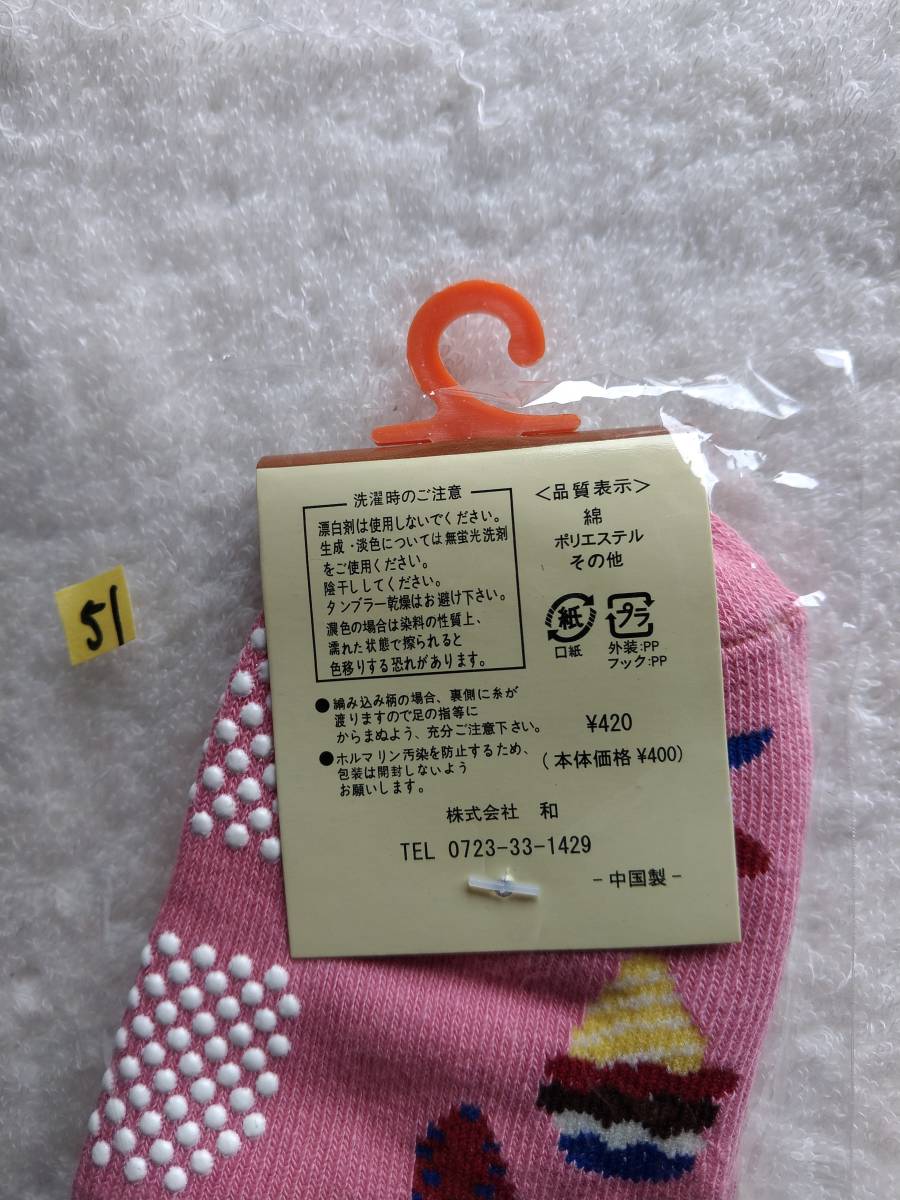 洗濯時のご注意
漂白剤は使用しないでください。
生成・淡色については無蛍光洗剤
をご使用ください。
陰干ししてください。
タンブラー乾燥はお避け下さい。
濃色の場合は染料の性質上、
濡れた状態で擦られると
色移りする恐れがあります。
●編み込み柄の場合、裏側に糸が
渡りますので足の指等に
からまぬよう、充分ご注意下さい。
●ホルマリン汚染を防止するため、
包装は開封しないよう
お願いします。
<品質表示>
綿
ポリエステル
その他
紙
口紙
プラ
外装:PP
フック:PP
¥420
(本体価格¥400)
株式会社 和
TEL 0723-33-1429
-中国製-
51